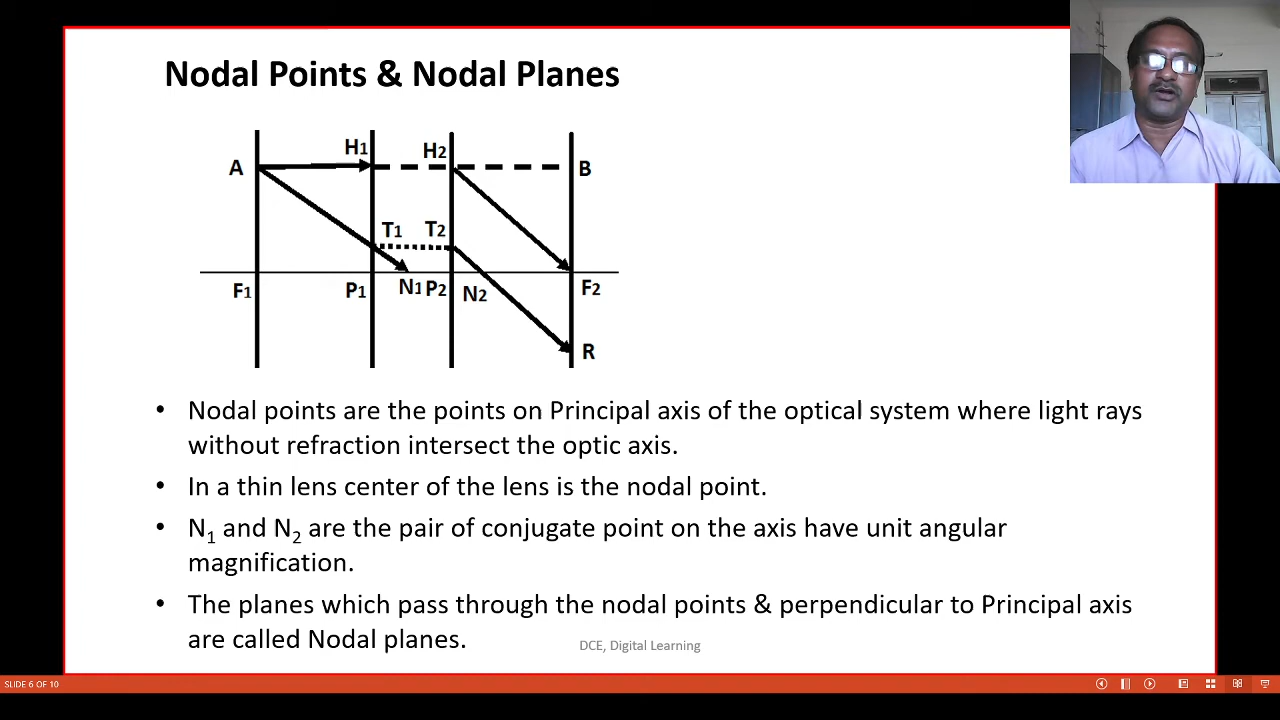 Nodal Points & Nodal Planes
H1 H2
A B
T1 T2
F1 P1 N1 P2 N2 F2
R
• Nodal points are the points on Principal axis of the optical system where light rays
without refraction intersect the optic axis.
• In a thin lens center of the lens is the nodal point.
• N1 and N2 are the pair of conjugate point on the axis have unit angular
magnification.
• The planes which pass through the nodal points & perpendicular to Principal axis
are called Nodal planes.
DCE, Digital Learning
SLIDE 6 OF 10